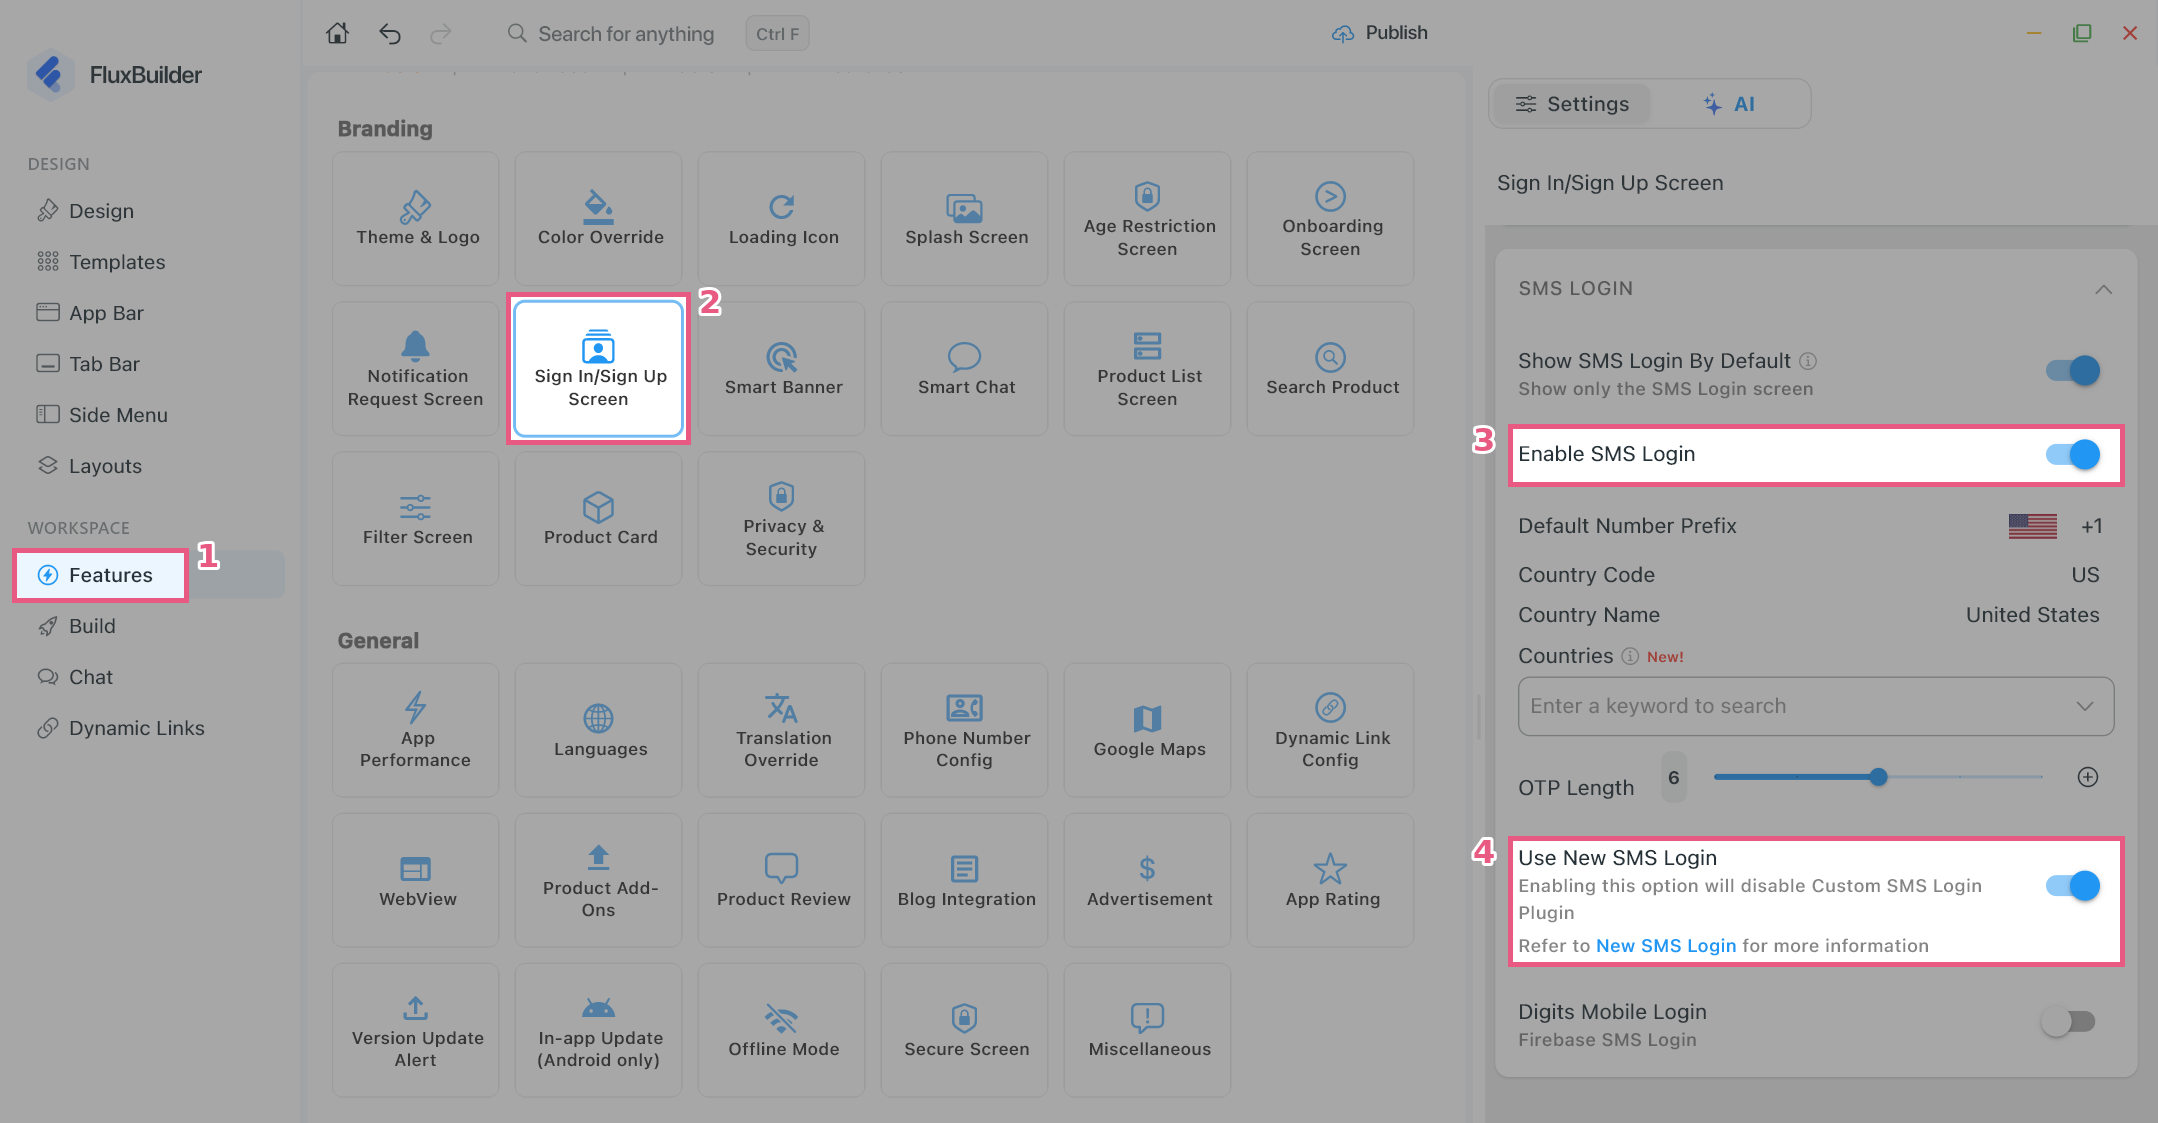 Search for anything
Ctrl F
Publish
FluxBuilder
DESIGN
Design
Templates
App Bar
Tab Bar
Side Menu
Layouts
WORKSPACE
Features
1
Build
Chat
Dynamic Links
Branding
Theme & Logo
Color Override
Loading Icon
Splash Screen
Age Restriction
Screen
Onboarding
Screen
Notification
Request Screen
2
Sign In/Sign Up
Screen
Smart Banner
Smart Chat
Product List
Screen
Search Product
Filter Screen
Product Card
Privacy &
Security
General
App
Performance
Languages
Translation
Override
Phone Number
Config
Google Maps
Dynamic Link
Config
WebView
Product Add-
Ons
Product Review
Blog Integration
Advertisement
App Rating
Version Update
Alert
In-app Update
(Android only)
Offline Mode
Secure Screen
Miscellaneous
Settings
AI
Sign In/Sign Up Screen
SMS LOGIN
Show SMS Login By Default
Show only the SMS Login screen
3
Enable SMS Login
Default Number Prefix +1
Country Code US
Country Name United States
Countries New!
Enter a keyword to search
OTP Length 6
4
Use New SMS Login
Enabling this option will disable Custom SMS Login
Plugin
Refer to New SMS Login for more information
Digits Mobile Login
Firebase SMS Login